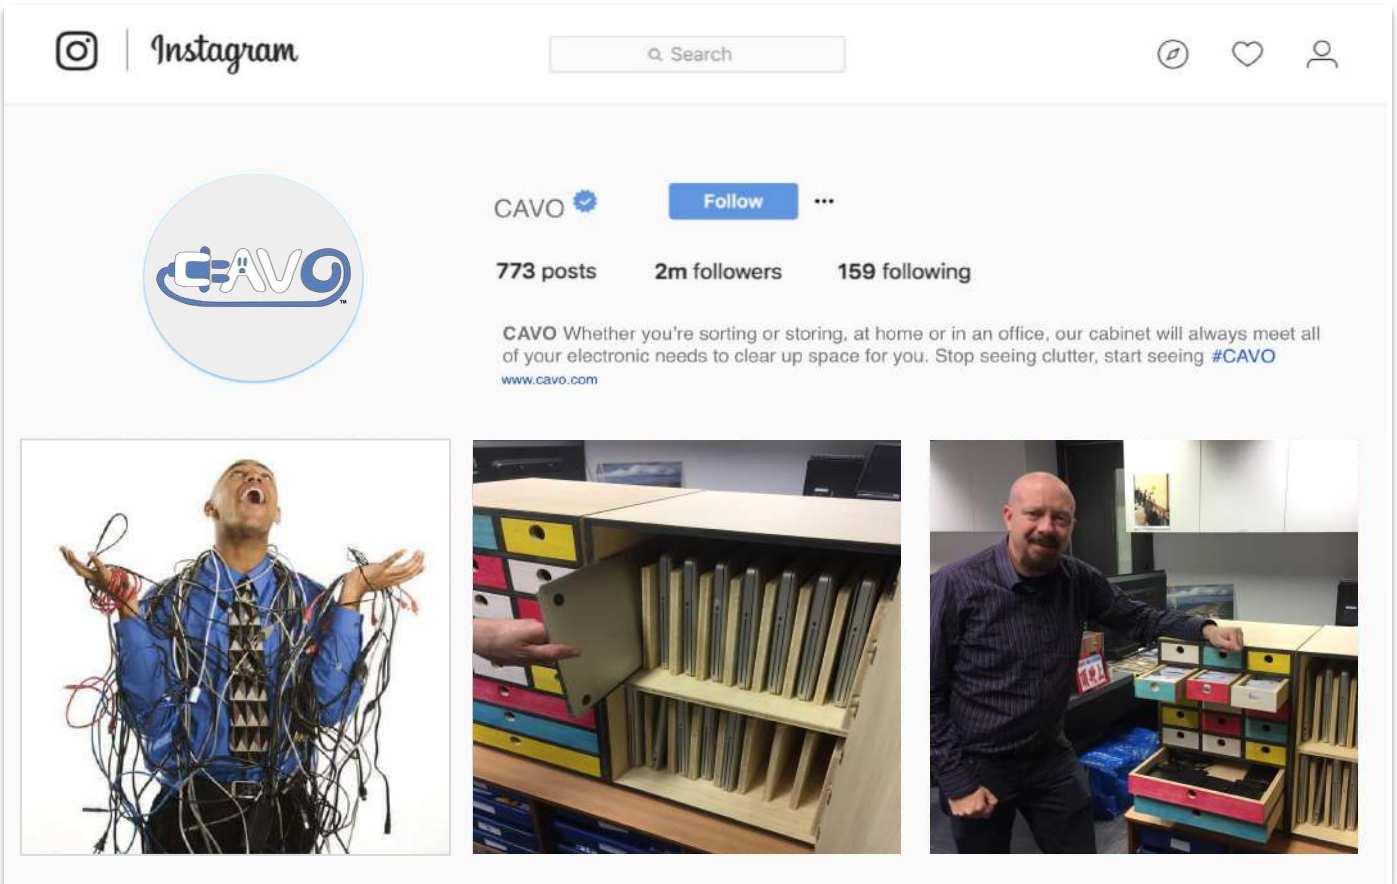 Instagram
Search
CAVO
Follow
CAVO
TM
773 posts 2m followers 159 following
CAVO Whether you're sorting or storing, at home or in an office, our cabinet will always meet all
of your electronic needs to clear up space for you. Stop seeing clutter, start seeing #CAVO
www.cavo.com